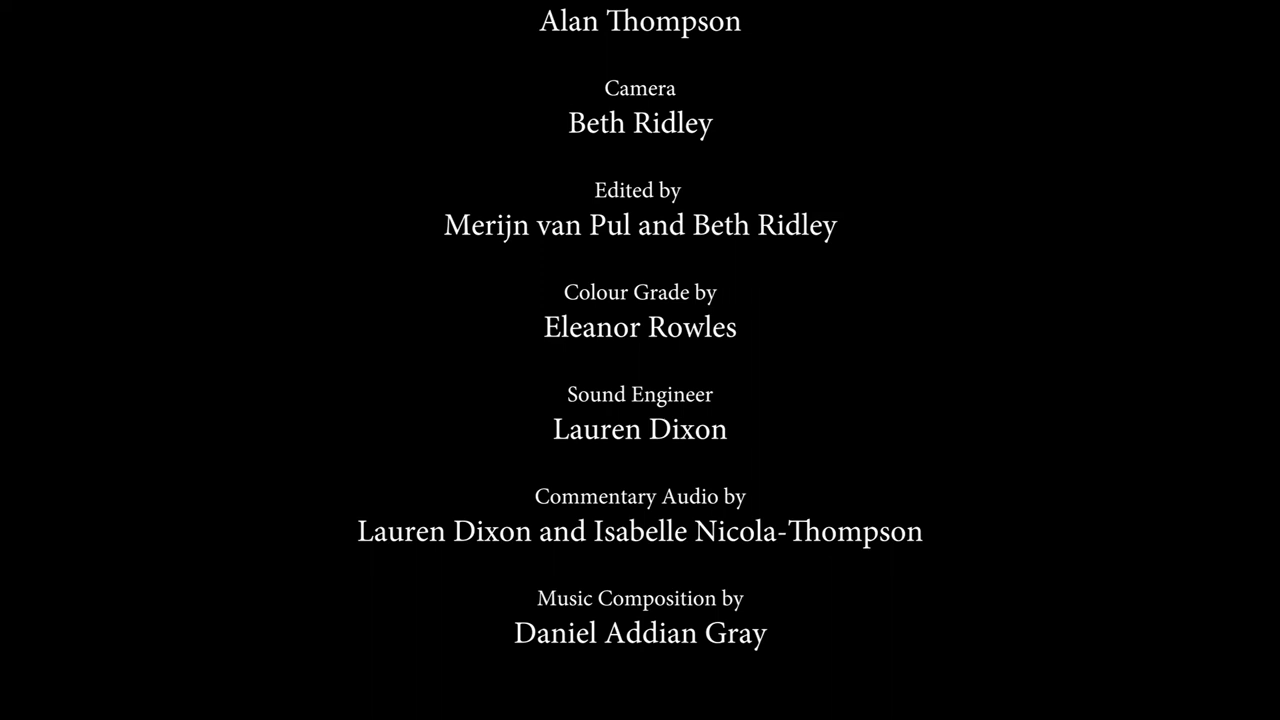 Alan Thompson
Camera
Beth Ridley
Edited by
Merijn van Pul and Beth Ridley
Colour Grade by
Eleanor Rowles
Sound Engineer
Lauren Dixon
Commentary Audio by
Lauren Dixon and Isabelle Nicola-Thompson
Music Composition by
Daniel Addian Gray